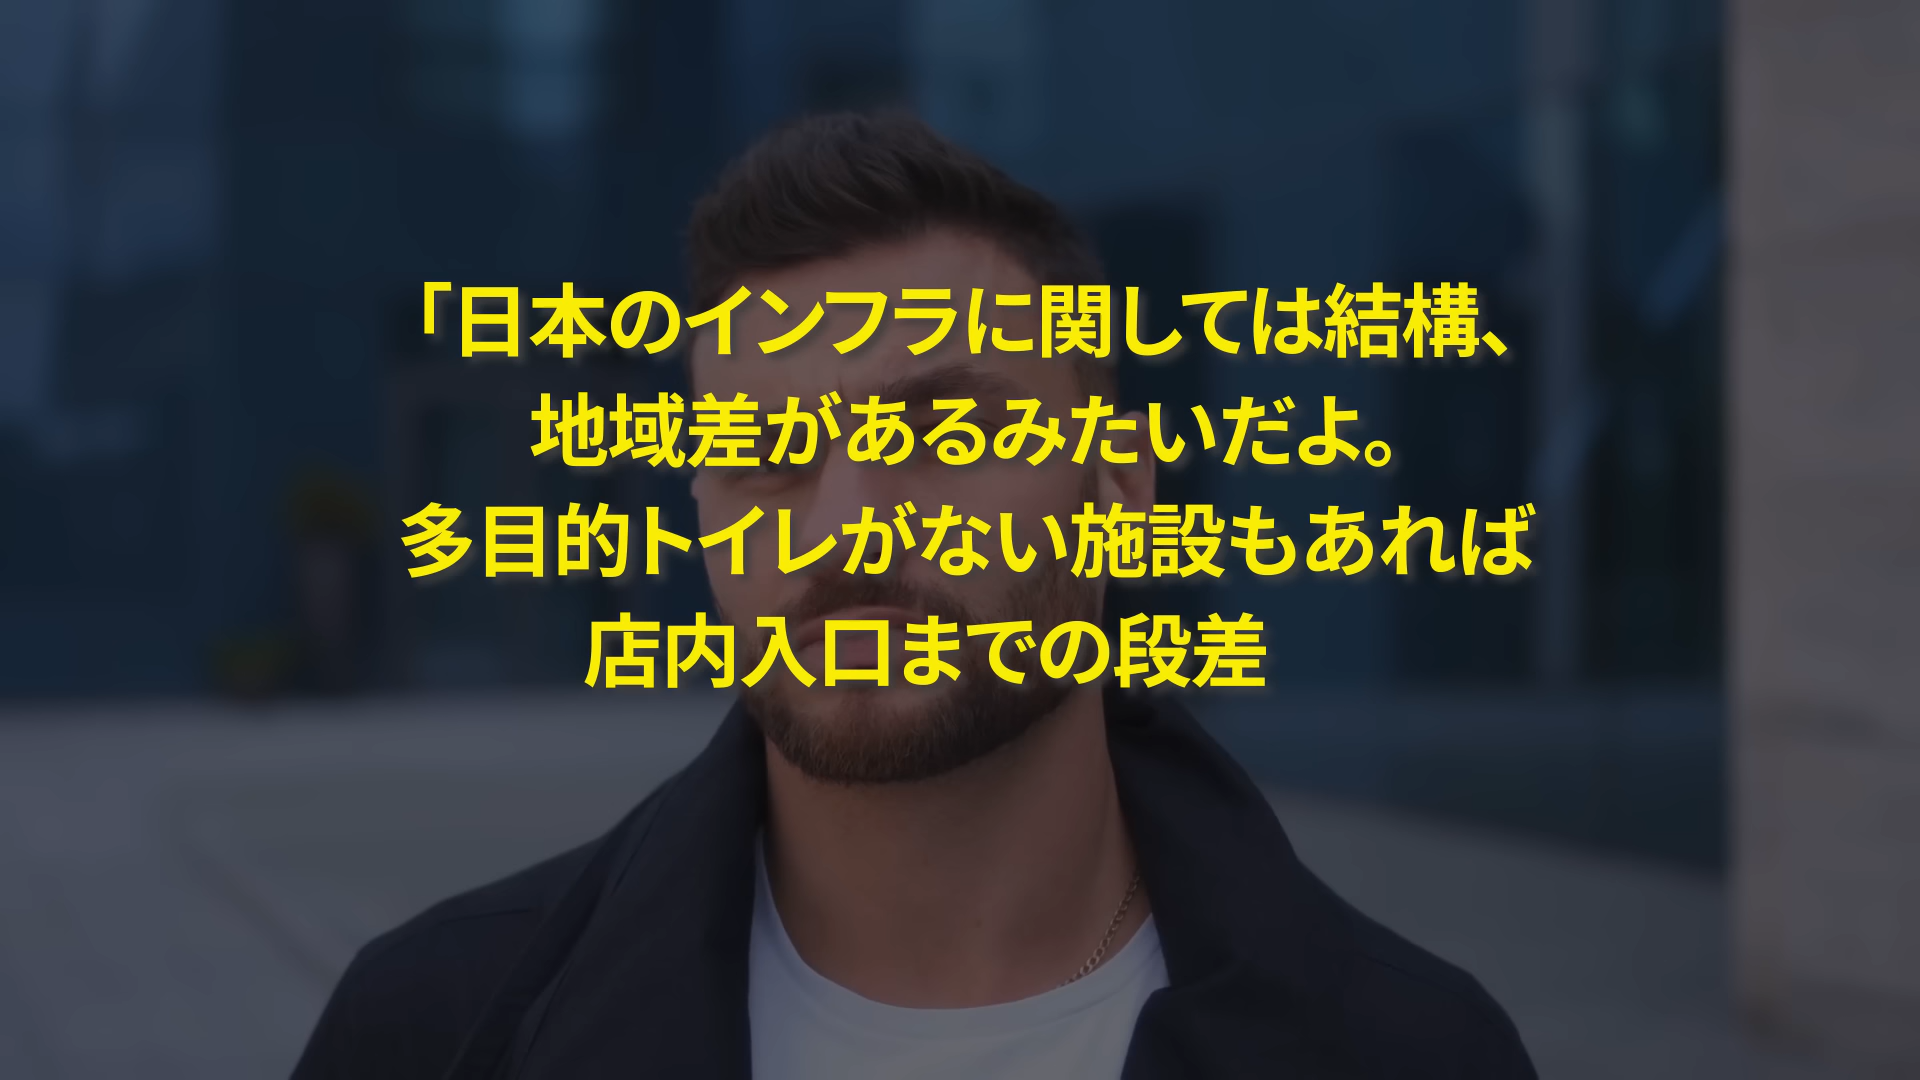 「日本のインフラに関しては結構、
地域差があるみたいだよ。
多目的トイレがない施設もあれば
店内入口までの段差